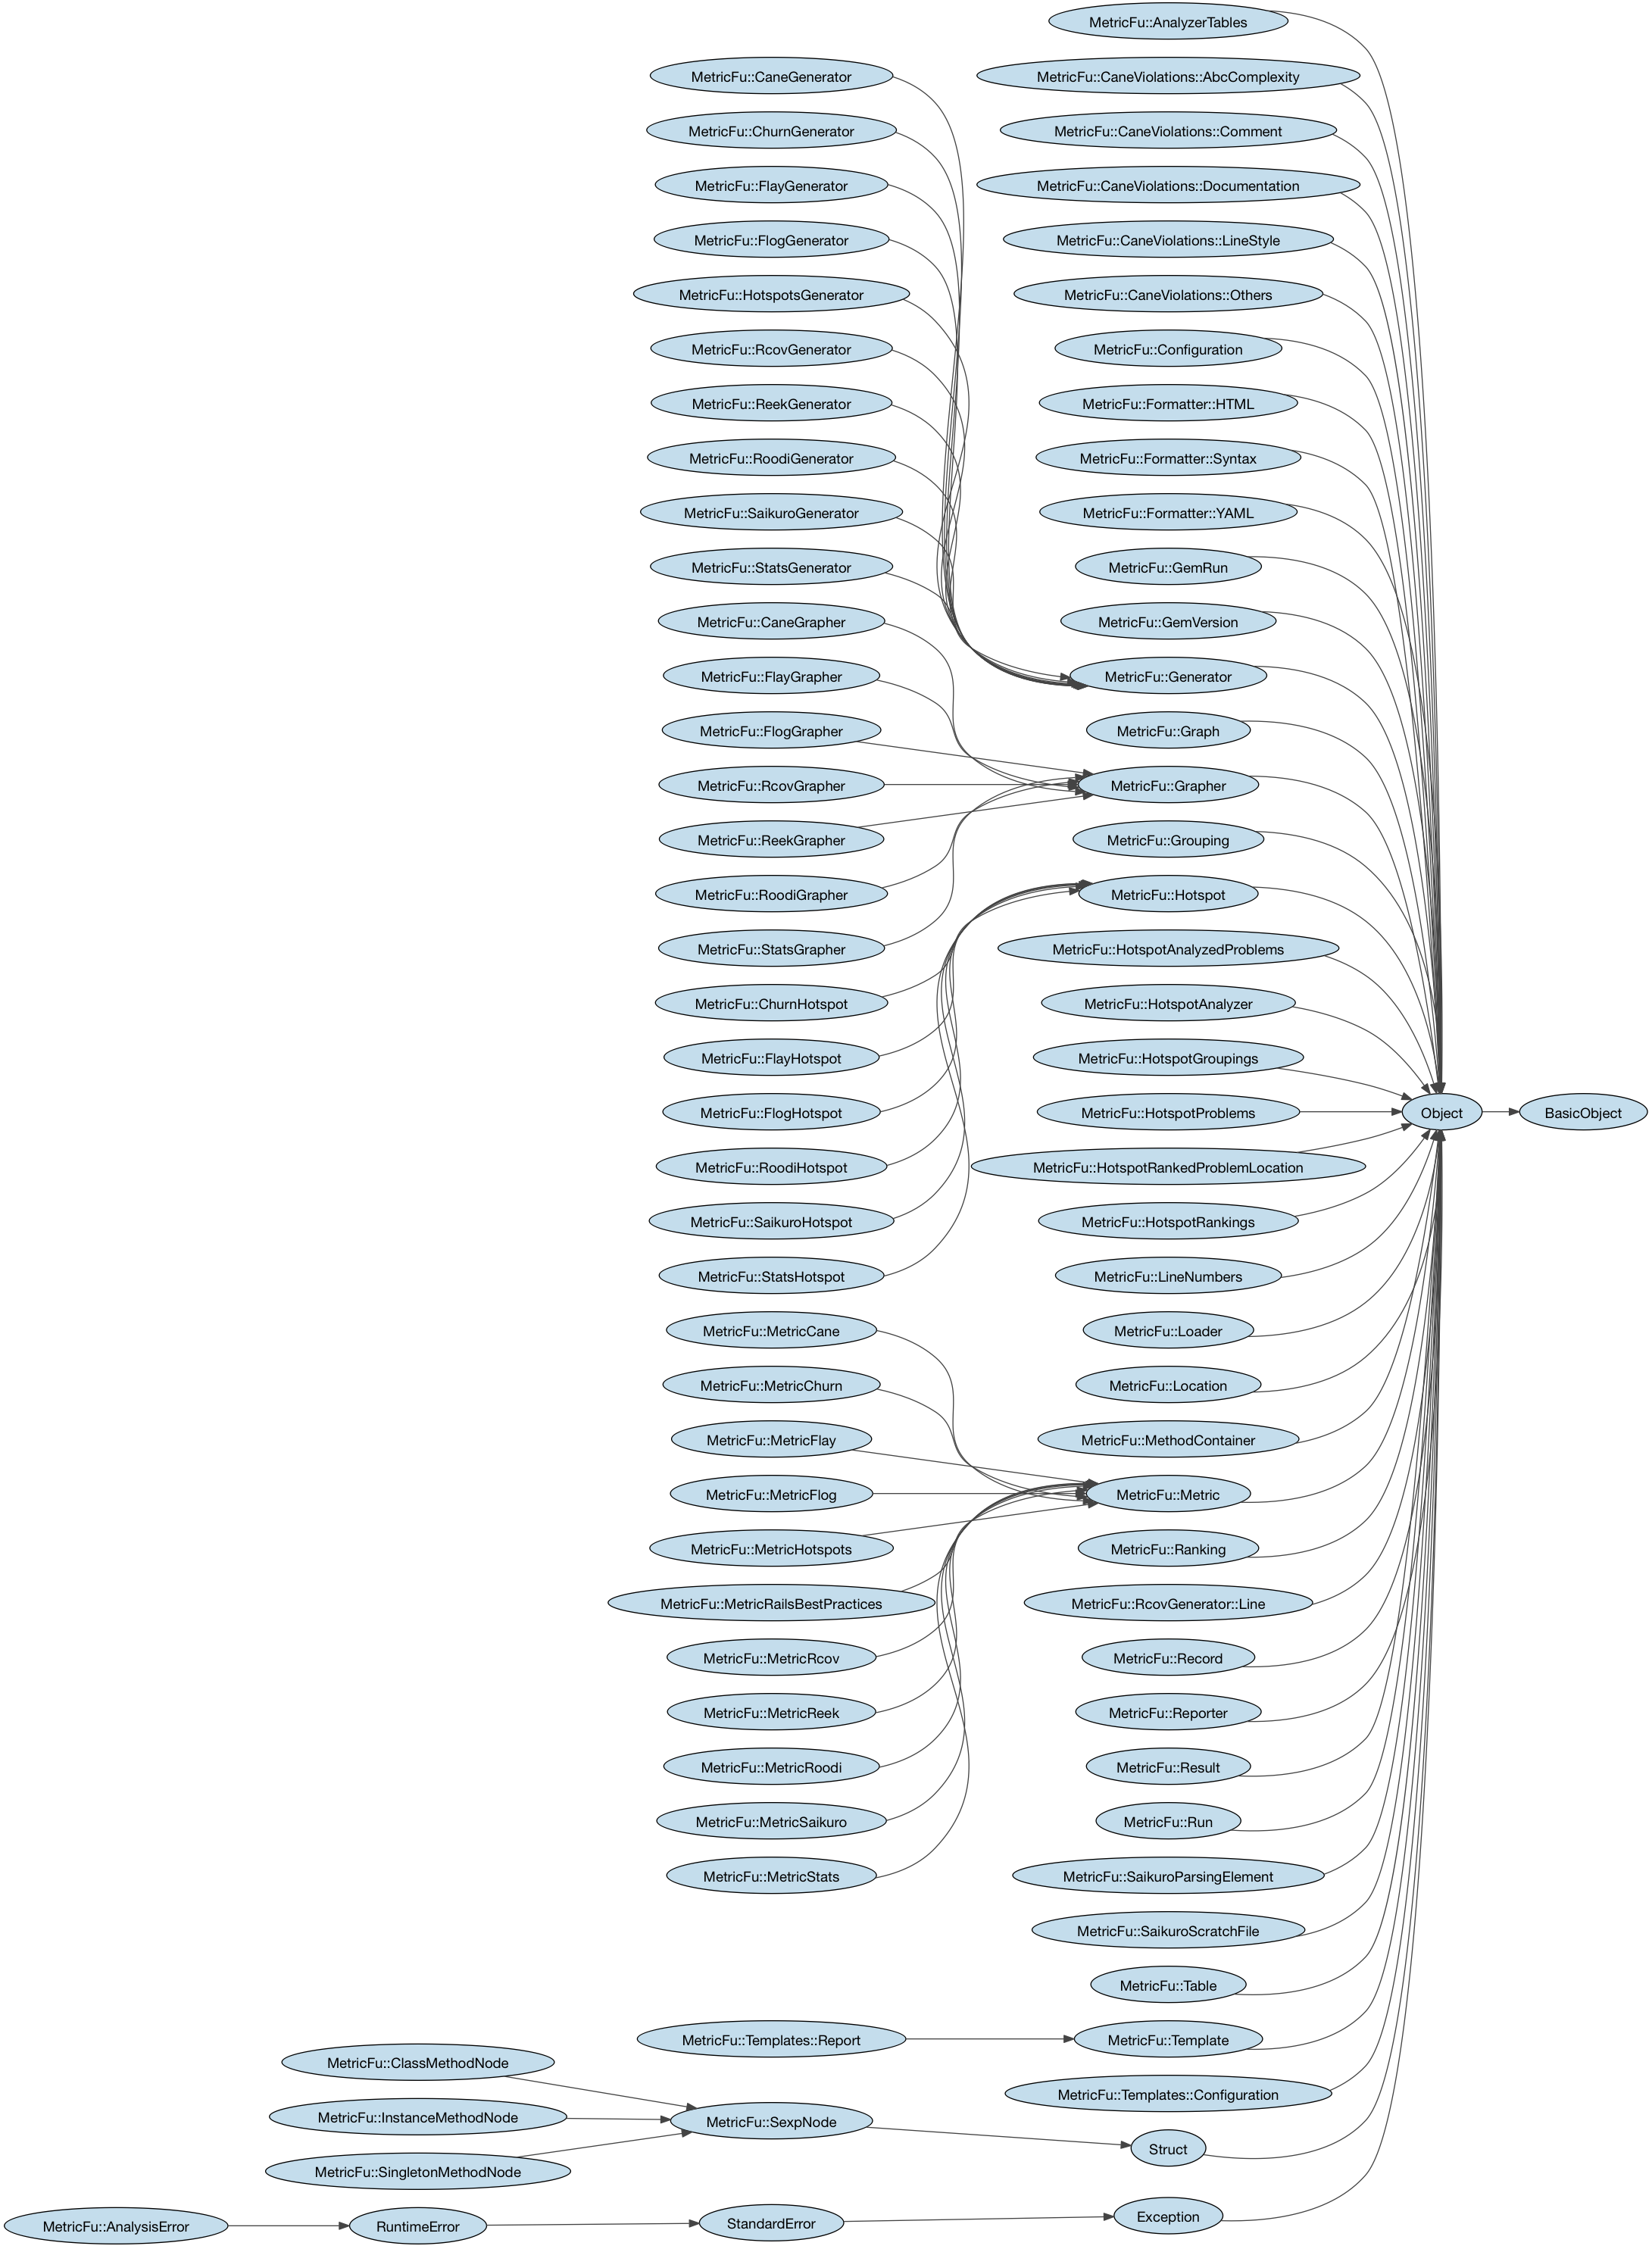 MetricFu::AnalyzerTables
MetricFu::CaneGenerator
MetricFu::CaneViolations::AbcComplexity
MetricFu::ChurnGenerator
MetricFu::CaneViolations::Comment
MetricFu::FlayGenerator
MetricFu::CaneViolations::Documentation
MetricFu::FlogGenerator
MetricFu::CaneViolations::LineStyle
MetricFu::HotspotsGenerator
MetricFu::CaneViolations::Others
MetricFu::RcovGenerator
MetricFu::Configuration
MetricFu::ReekGenerator
MetricFu::Formatter::HTML
MetricFu::RoodiGenerator
MetricFu::Formatter::Syntax
MetricFu::SaikuroGenerator
MetricFu::Formatter::YAML
MetricFu::StatsGenerator
MetricFu::GemRun
MetricFu::CaneGrapher
MetricFu::GemVersion
MetricFu::FlayGrapher
MetricFu::Generator
MetricFu::FlogGrapher
MetricFu::Graph
MetricFu::RcovGrapher
MetricFu::Grapher
MetricFu::ReekGrapher
MetricFu::Grouping
MetricFu::RoodiGrapher
MetricFu::Hotspot
MetricFu::StatsGrapher
MetricFu::HotspotAnalyzedProblems
MetricFu::ChurnHotspot
MetricFu::HotspotAnalyzer
MetricFu::FlayHotspot
MetricFu::HotspotGroupings
MetricFu::FlogHotspot
MetricFu::HotspotProblems
Object
BasicObject
MetricFu::RoodiHotspot
MetricFu::HotspotRankedProblemLocation
MetricFu::SaikuroHotspot
MetricFu::HotspotRankings
MetricFu::StatsHotspot
MetricFu::LineNumbers
MetricFu::MetricCane
MetricFu::Loader
MetricFu::MetricChurn
MetricFu::Location
MetricFu::MetricFlay
MetricFu::MethodContainer
MetricFu::MetricFlog
MetricFu::Metric
MetricFu::MetricHotspots
MetricFu::Ranking
MetricFu::MetricRailsBestPractices
MetricFu::RcovGenerator::Line
MetricFu::MetricRcov
MetricFu::Record
MetricFu::MetricReek
MetricFu::Reporter
MetricFu::MetricRoodi
MetricFu::Result
MetricFu::MetricSaikuro
MetricFu::Run
MetricFu::MetricStats
MetricFu::SaikuroParsingElement
MetricFu::SaikuroScratchFile
MetricFu::Table
MetricFu::Templates::Report
MetricFu::Template
MetricFu::ClassMethodNode
MetricFu::Templates::Configuration
MetricFu::InstanceMethodNode
MetricFu::SexpNode
Struct
MetricFu::SingletonMethodNode
MetricFu::AnalysisError
RuntimeError
StandardError
Exception